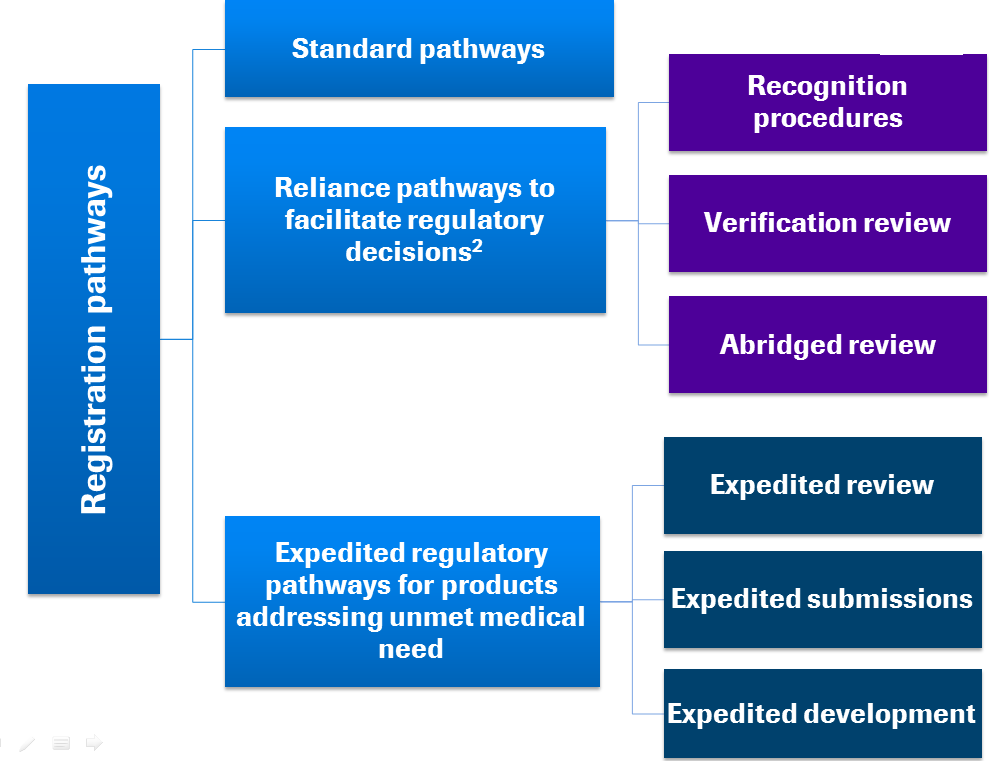 Registration pathways
Standard pathways
Reliance pathways to
facilitate regulatory
decisions²
Recognition
procedures
Verification review
Abridged review
Expedited regulatory
pathways for products
addressing unmet medical
need
Expedited review
Expedited submissions
Expedited development